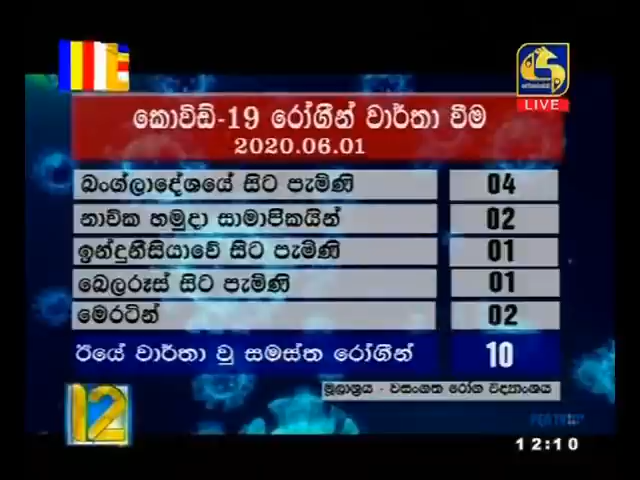 LIVE
කොවිඩ්-19 රෝගීන් වාර්තා වීම
2020.06.01
බංග්ලාදේශයේ සිට පැමිණි 04
නාවික හමුදා සාමාජිකයින් 02
ඉන්දුනීසියාවේ සිට පැමිණි 01
බෙලරූස් සිට පැමිණි 01
මෙරටින් 02
ඊයේ වාර්තා වු සමස්ත රෝගීන් 10
මූලාශ්‍රය - වසංගත රෝග විද්‍යාංශය
12
12:10